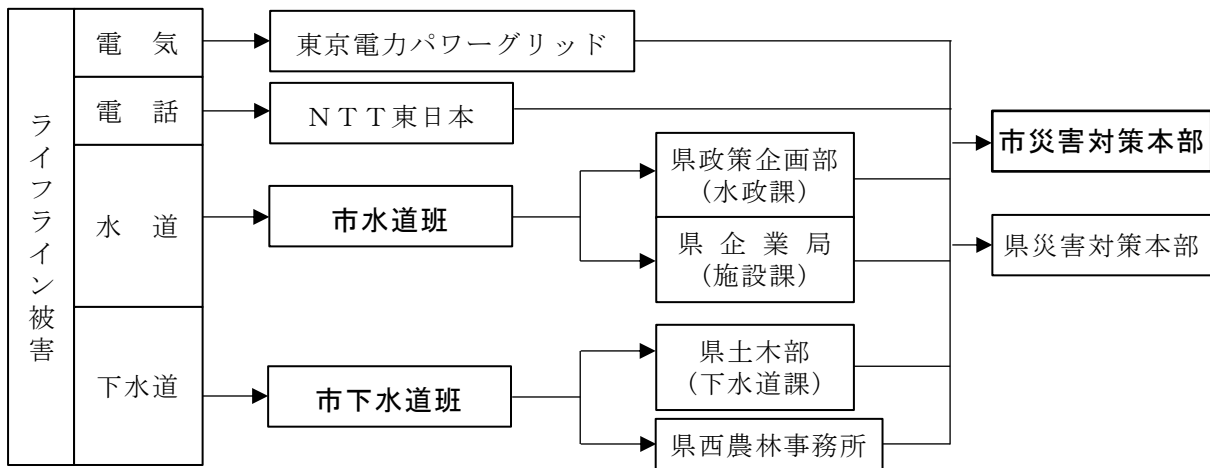 ライフライン被害
電気
東京電力パワーグリッド
電話
ＮＴＴ東日本
水道
市水道班
県政策企画部
（水政課）
県企業局
（施設課）
下水道
市下水道班
県土木部
（下水道課）
県西農林事務所
市災害対策本部
県災害対策本部